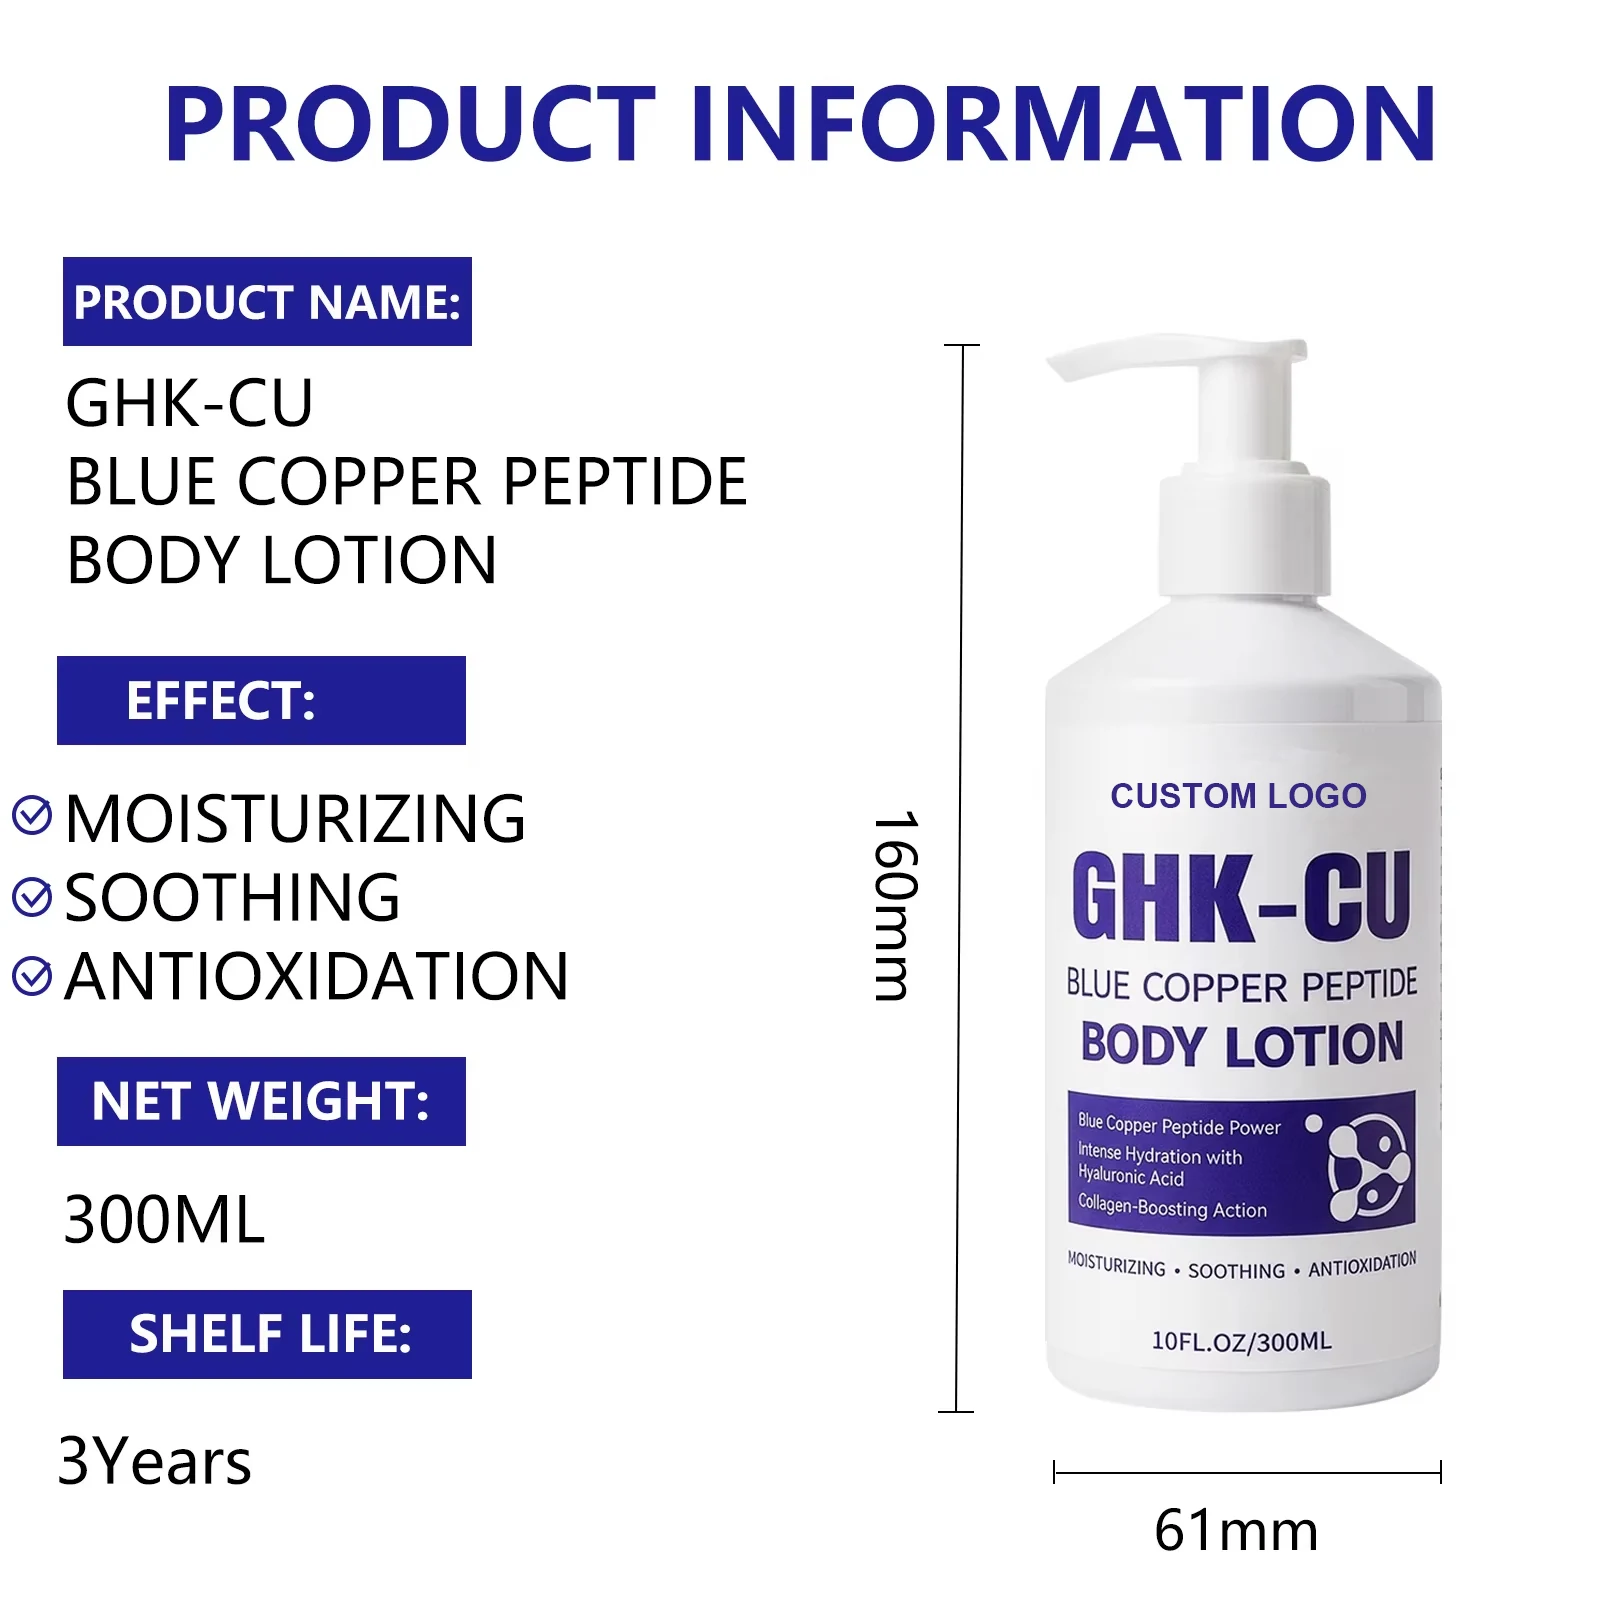 PRODUCT INFORMATION
PRODUCT NAME:
GHK-CU
BLUE COPPER PEPTIDE
BODY LOTION
EFFECT:
MOISTURIZING
SOOTHING
ANTIOXIDATION
NET WEIGHT:
300ML
SHELF LIFE:
3Years
160mm
CUSTOM LOGO
GHK-CU
BLUE COPPER PEPTIDE
BODY LOTION
Blue Copper Peptide Power
Intense Hydration with
Hyaluronic Acid
Collagen-Boosting Action
MOISTURIZING • SOOTHING • ANTIOXIDATION
10FL.OZ/300ML
61mm